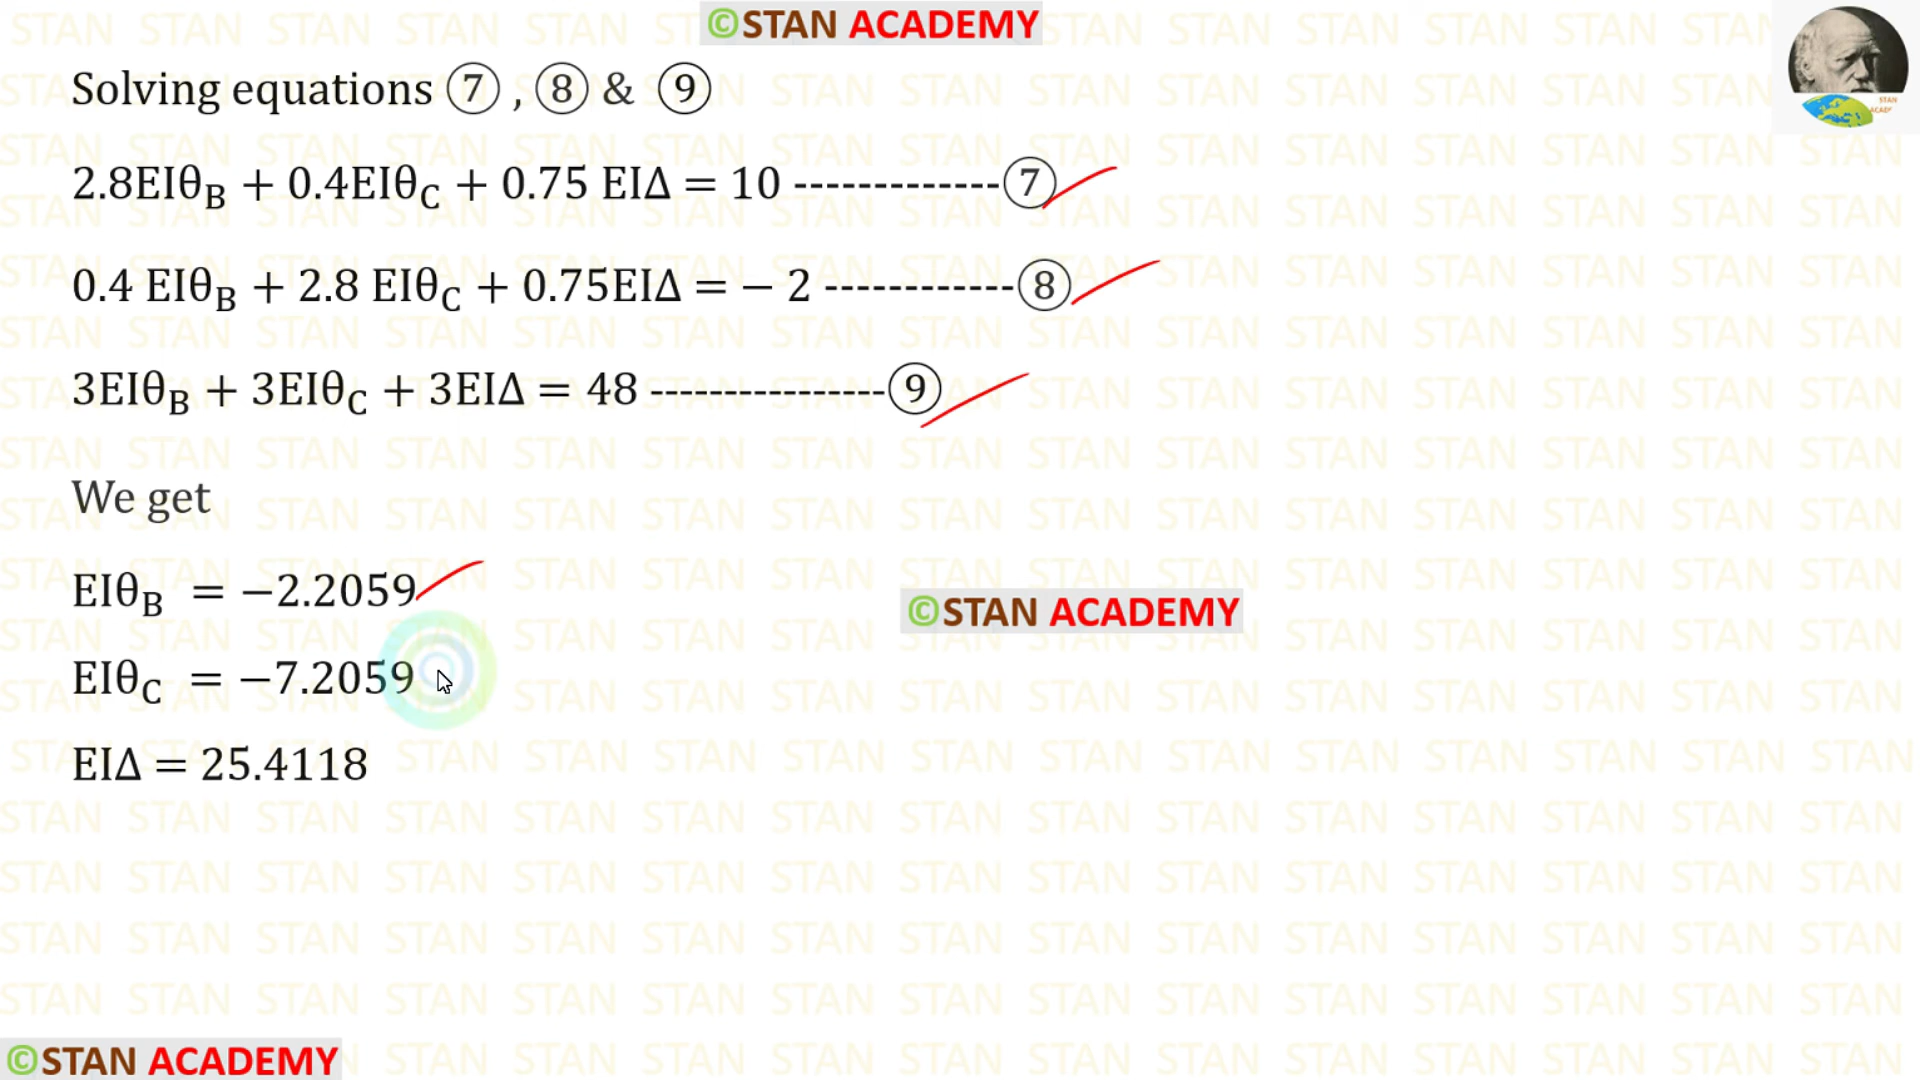 ©STAN ACADEMY
Solving equations ⑦ , ⑧ & ⑨
2.8EIθB + 0.4EIθC + 0.75 EIΔ = 10 -------------⑦
0.4 EIθB + 2.8 EIθC + 0.75EIΔ = − 2 ------------⑧
3EIθB + 3EIθC + 3EIΔ = 48 ---------------⑨
We get
EIθB = −2.2059
©STAN ACADEMY
EIθC = −7.2059
EIΔ = 25.4118
©STAN ACADEMY